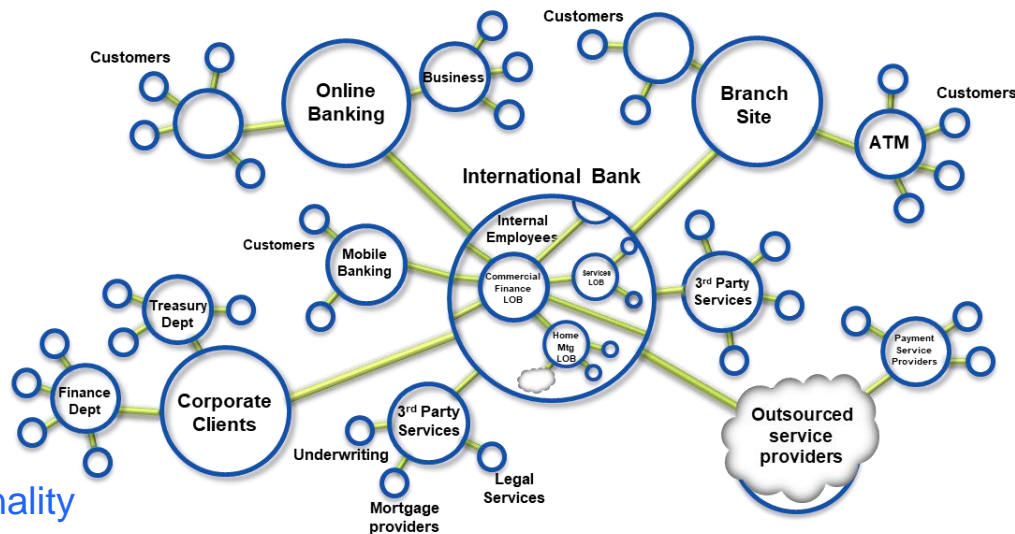 Customers
Online
Banking
Business
Customers
Branch
Site
Customers
ATM
International Bank
Internal
Employees
Commercial
Finance
LOB
Services
LOB
Home
Mtg
LOB
Customers
Mobile
Banking
3rd Party
Services
Treasury
Dept
Finance
Dept
Corporate
Clients
3rd Party
Services
Underwriting
Mortgage
providers
Legal
Services
Payment
Service
Providers
Outsourced
service
providers
nality